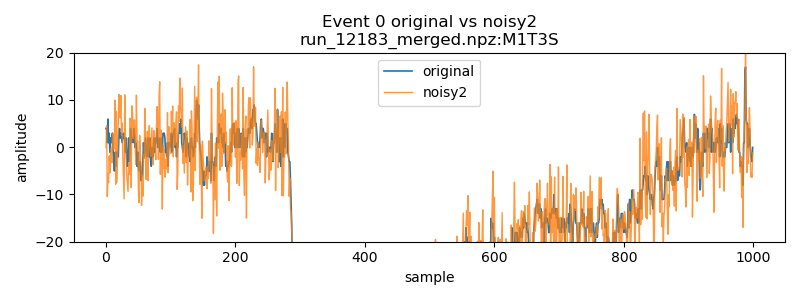 Event 0 original vs noisy2
run_12183_merged.npz:M1T3S
original
noisy2
amplitude
20
10
0
−10
−20
0
200
400
600
800
1000
sample